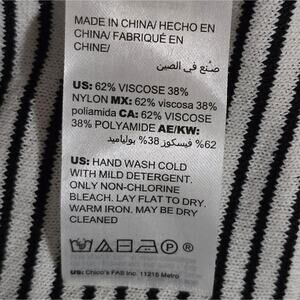 MADE IN CHINA/ HECHO EN
CHINA/ FABRIQUÉ EN
CHINE/
صنع في الصين
US: 62% VISCOSE 38%
NYLON MX: 62% viscosa 38%
poliamida CA: 62% VISCOSE
38% POLYAMIDE AE/KW:
62% فيسكوز 38% بولياميد
US: HAND WASH COLD
WITH MILD DETERGENT.
ONLY NON-CHLORINE
BLEACH. LAY FLAT TO DRY.
WARM IRON. MAY BE DRY
CLEANED
P
US: Chico's FAS Inc. 11215 Metro